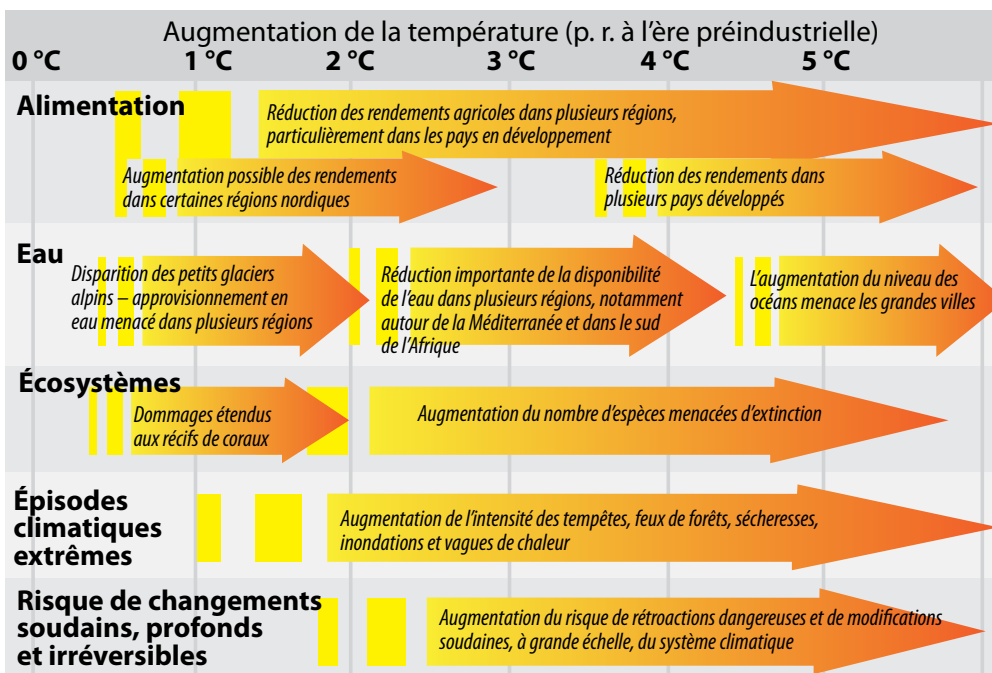 Augmentation de la température (p. r. à l'ère préindustrielle)
0 °C 1 °C 2 °C 3 °C 4 °C 5 °C
Alimentation
Réduction des rendements agricoles dans plusieurs régions,
particulièrement dans les pays en développement
Augmentation possible des rendements
dans certaines régions nordiques
Réduction des rendements dans
plusieurs pays développés
Eau
Disparition des petits glaciers
alpins – approvisionnement en
eau menacé dans plusieurs régions
Réduction importante de la disponibilité
de l'eau dans plusieurs régions, notamment
autour de la Méditerranée et dans le sud
de l'Afrique
L'augmentation du niveau des
océans menace les grandes villes
Écosystèmes
Dommages étendus
aux récifs de coraux
Augmentation du nombre d'espèces menacées d'extinction
Épisodes
climatiques
extrêmes
Augmentation de l'intensité des tempêtes, feux de forêts, sécheresses,
inondations et vagues de chaleur
Risque de changements
soudains, profonds
et irréversibles
Augmentation du risque de rétroactions dangereuses et de modifications
soudaines, à grande échelle, du système climatique